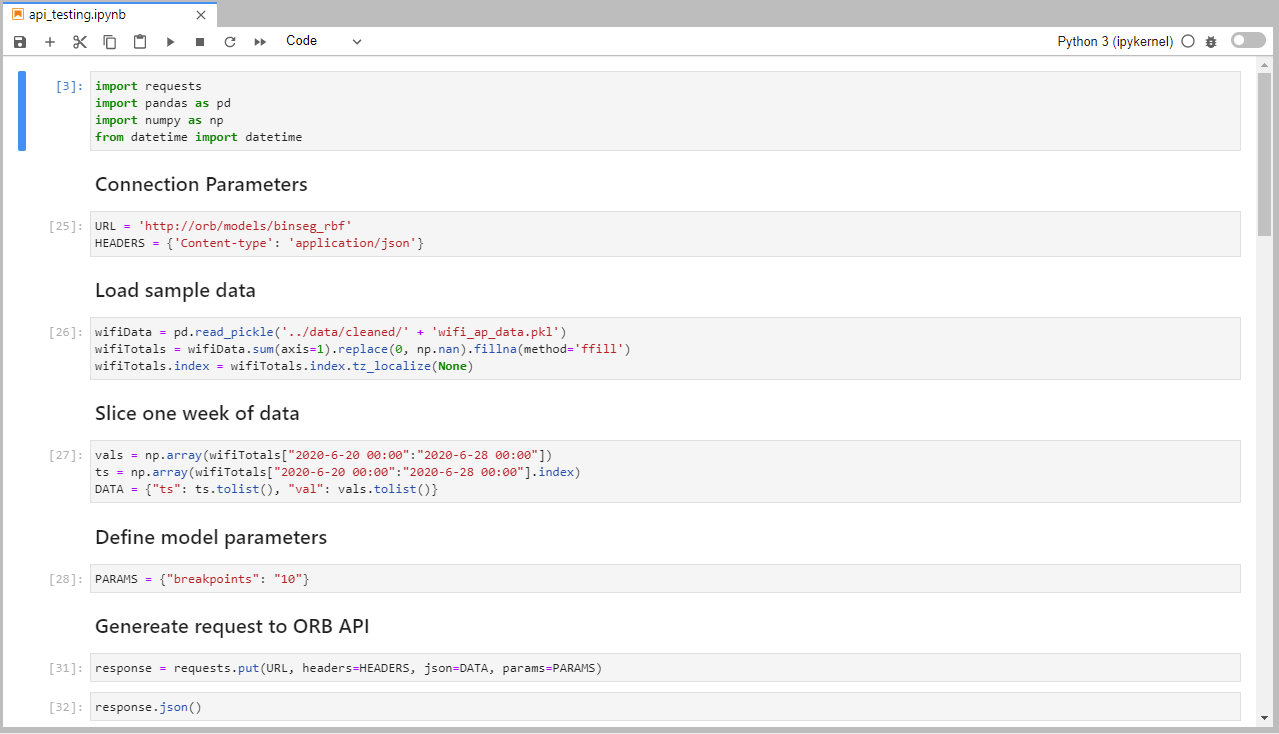 api_testing.ipynb
Code
Python 3 (ipykernel)
[3]:
import requests
import pandas as pd
import numpy as np
from datetime import datetime
Connection Parameters
[25]:
URL = 'http://orb/models/binseg_rbf'
HEADERS = {'Content-type': 'application/json'}
Load sample data
[26]:
wifiData = pd.read_pickle('../data/cleaned/' + 'wifi_ap_data.pkl')
wifiTotals = wifiData.sum(axis=1).replace(0, np.nan).fillna(method='ffill')
wifiTotals.index = wifiTotals.index.tz_localize(None)
Slice one week of data
[27]:
vals = np.array(wifiTotals["2020-6-20 00:00":"2020-6-28 00:00"])
ts = np.array(wifiTotals["2020-6-20 00:00":"2020-6-28 00:00"].index)
DATA = {"ts": ts.tolist(), "val": vals.tolist()}
Define model parameters
[28]:
PARAMS = {"breakpoints": "10"}
Genereate request to ORB API
[31]:
response = requests.put(URL, headers=HEADERS, json=DATA, params=PARAMS)
[32]:
response.json()